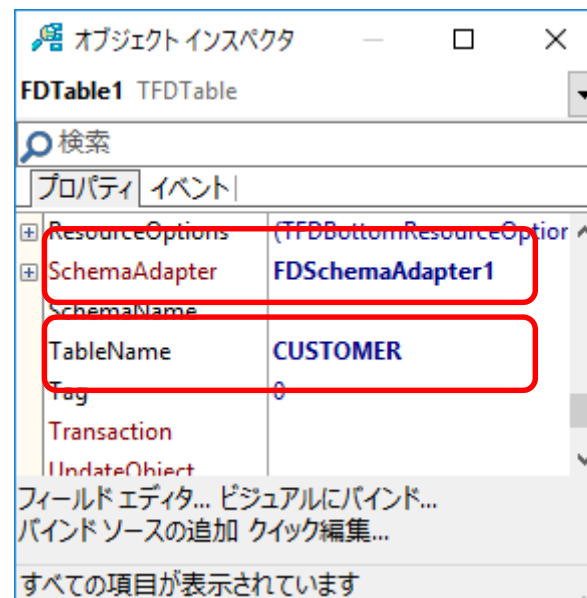 オブジェクト インスペクタ
FDTable1 TFDTable
検索
プロパティ イベント
ResourceOptions (TFDBottomResourceOption
SchemaAdapter FDSchemaAdapter1
SchemaName
TableName CUSTOMER
Tag 0
Transaction
UpdateObject
フィールド エディタ... ビジュアルにバインド...
バインド ソースの追加 クイック編集...
すべての項目が表示されています